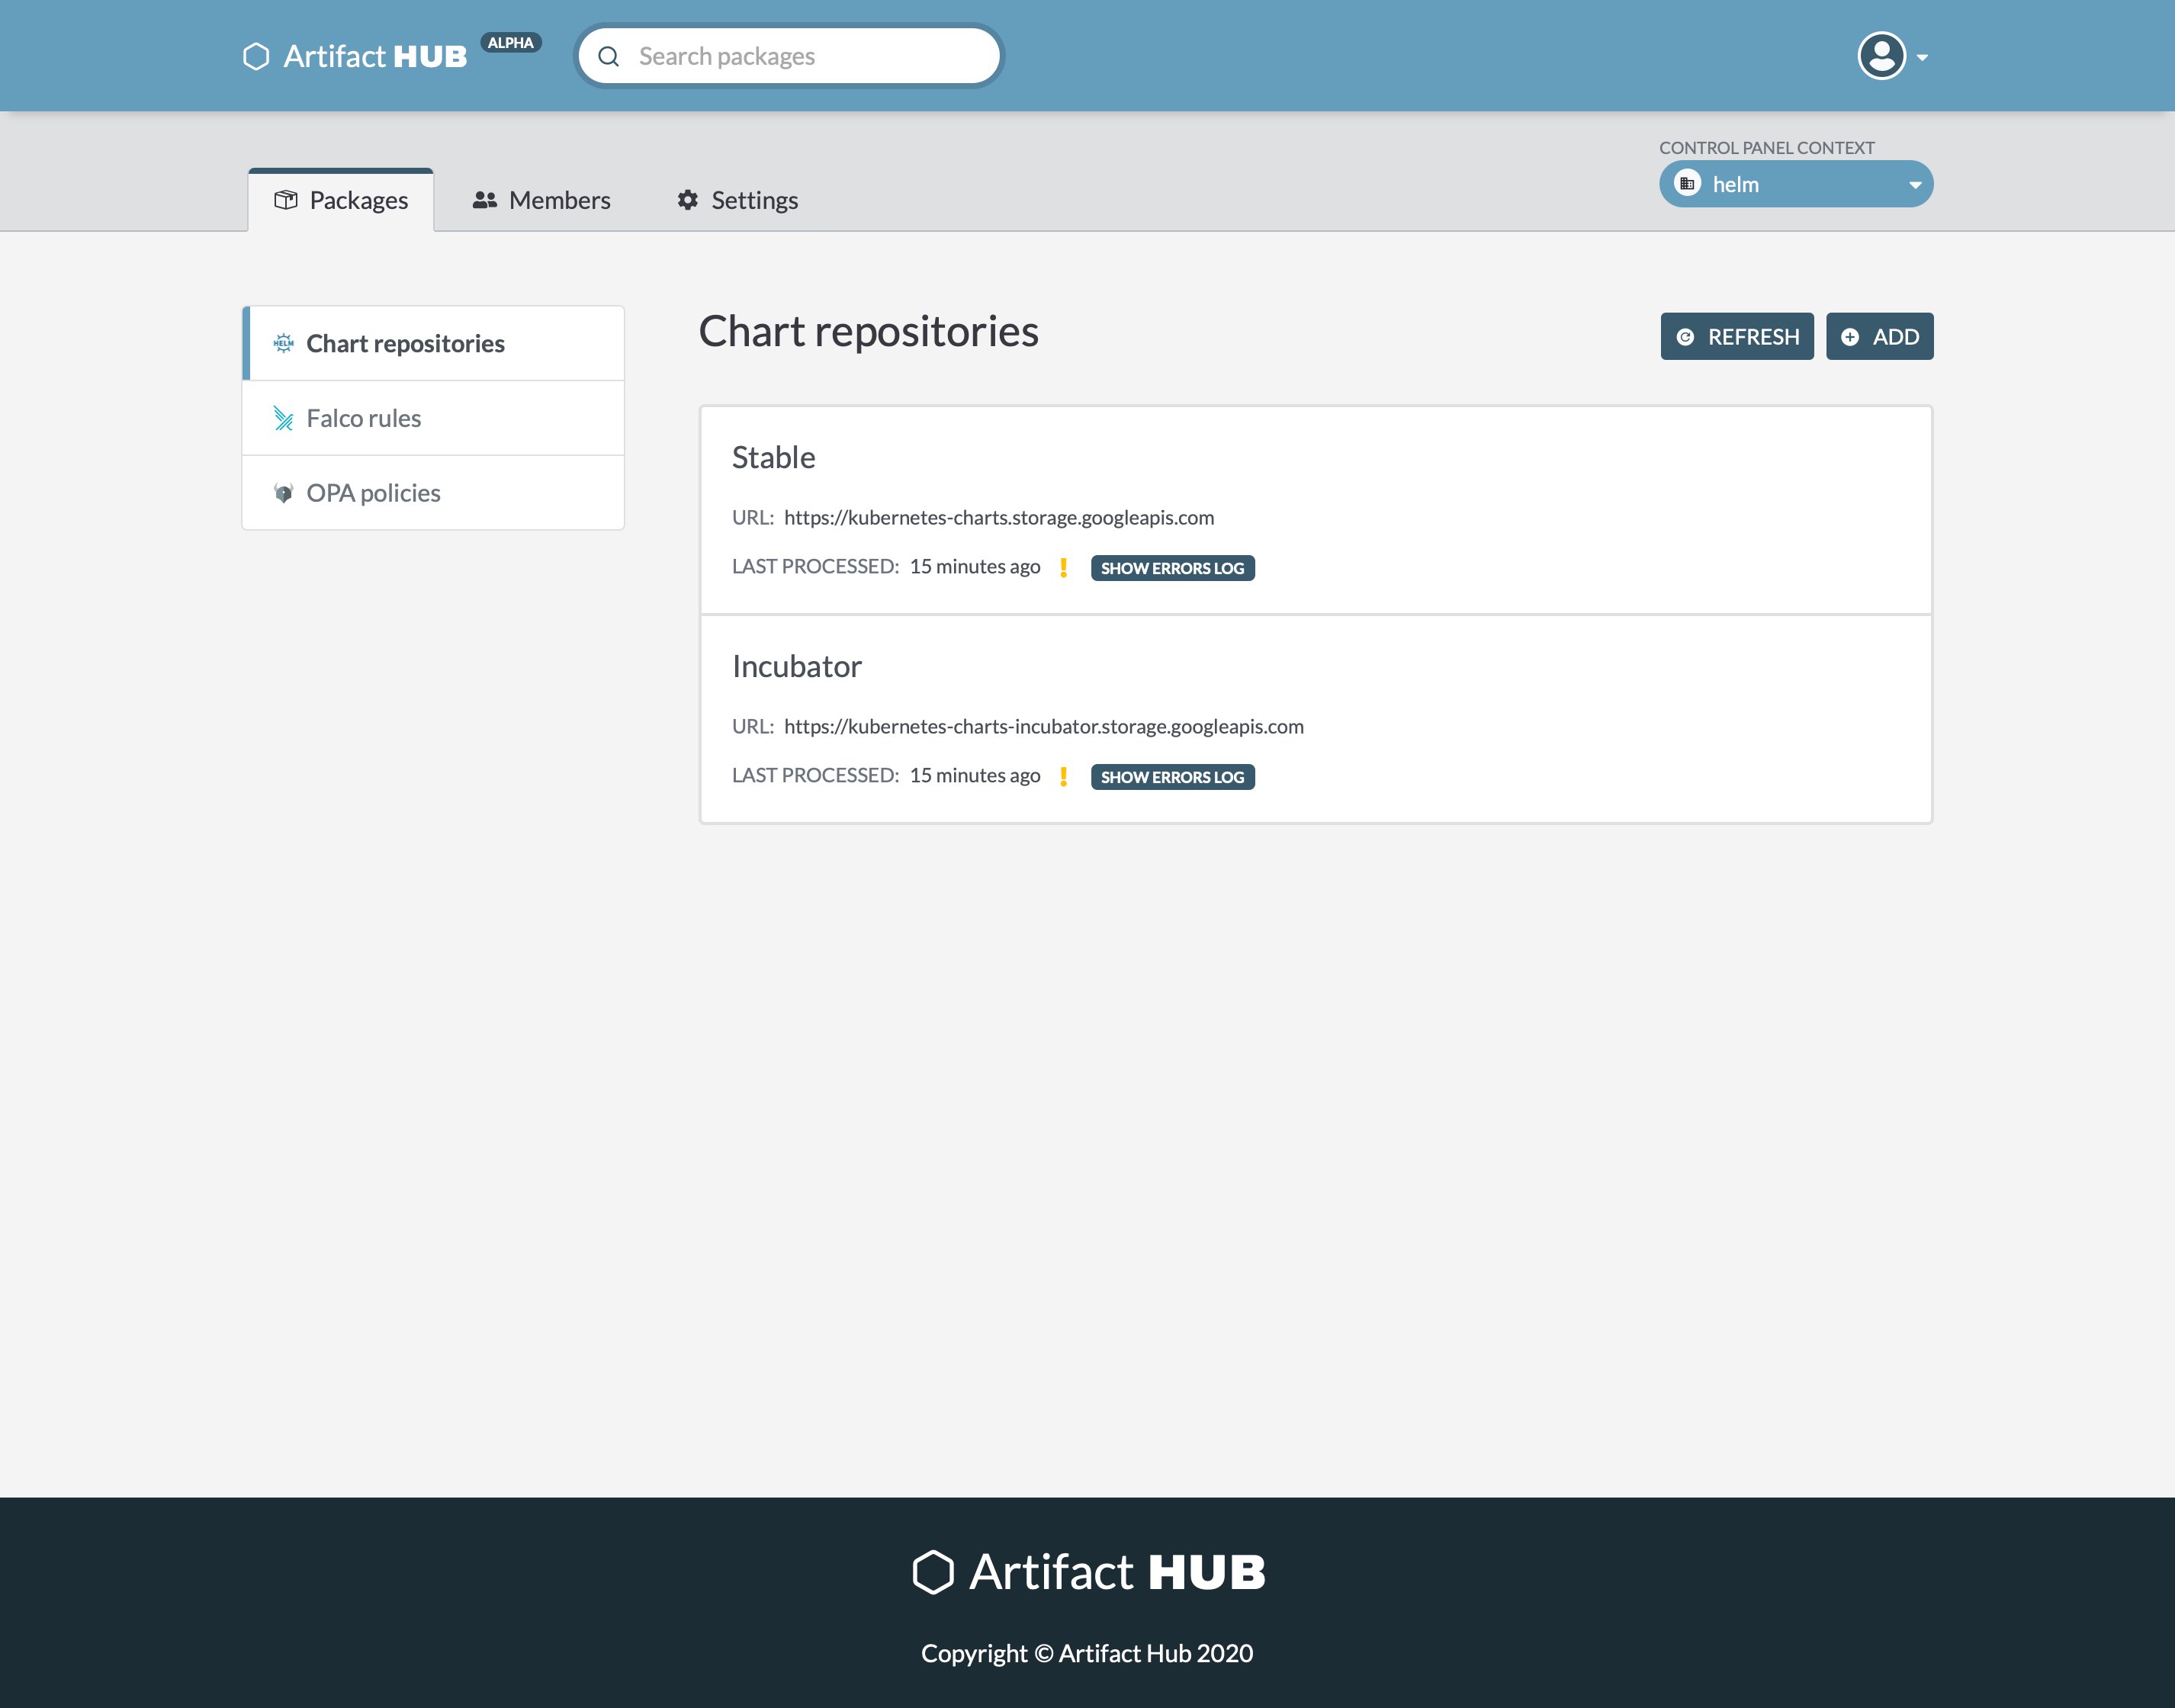 Artifact HUB ALPHA
Search packages
CONTROL PANEL CONTEXT
helm
Packages
Members
Settings
HELM Chart repositories
Falco rules
OPA policies
Chart repositories
REFRESH
ADD
Stable
URL: https://kubernetes-charts.storage.googleapis.com
LAST PROCESSED: 15 minutes ago ! SHOW ERRORS LOG
Incubator
URL: https://kubernetes-charts-incubator.storage.googleapis.com
LAST PROCESSED: 15 minutes ago ! SHOW ERRORS LOG
Artifact HUB
Copyright © Artifact Hub 2020